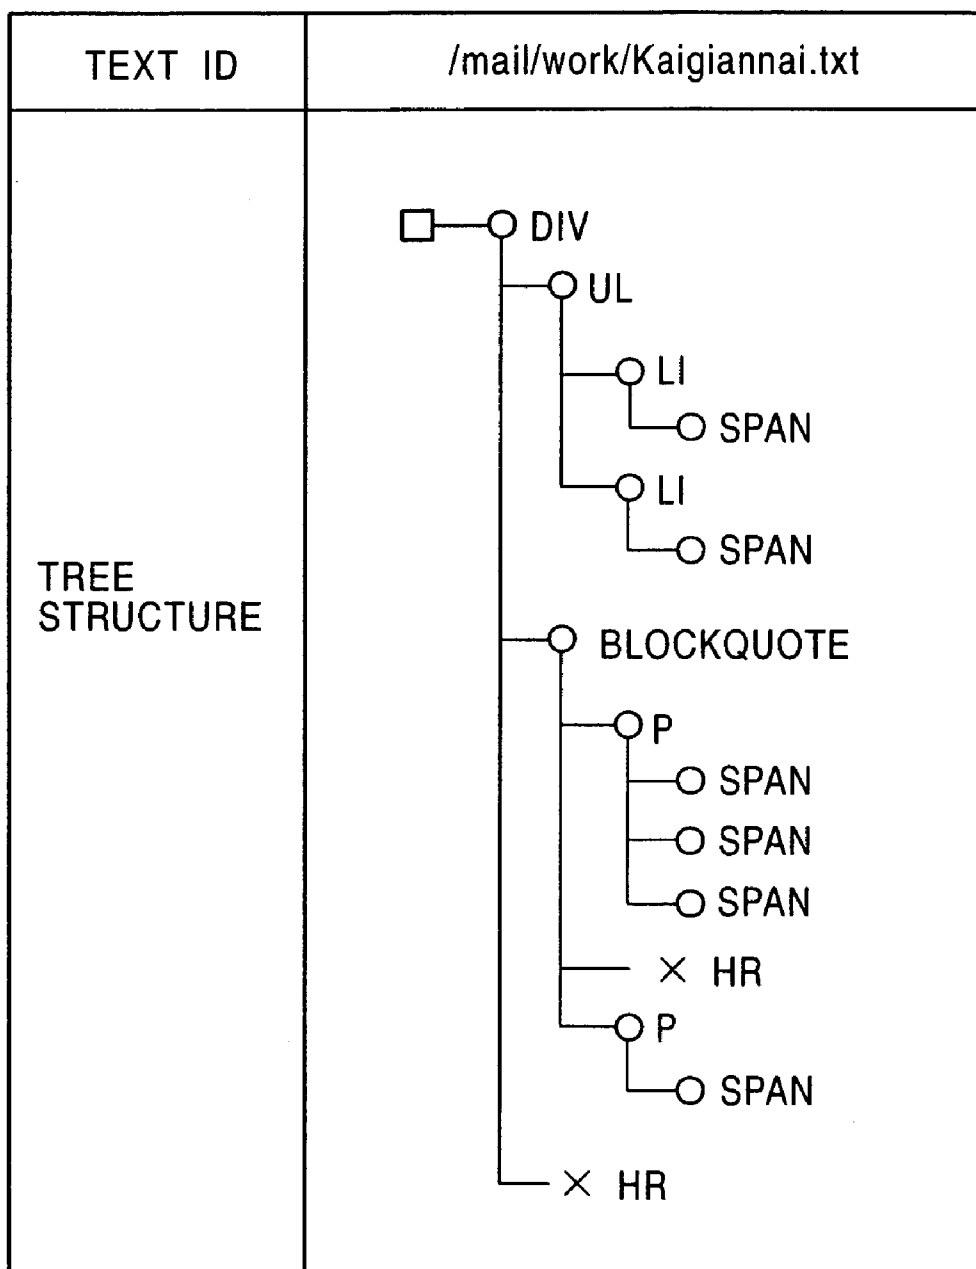 TEXT ID
/mail/work/Kaigiannai.txt
TREE
STRUCTURE
DIV
UL
LI
SPAN
LI
SPAN
BLOCKQUOTE
P
SPAN
SPAN
SPAN
HR
P
SPAN
HR